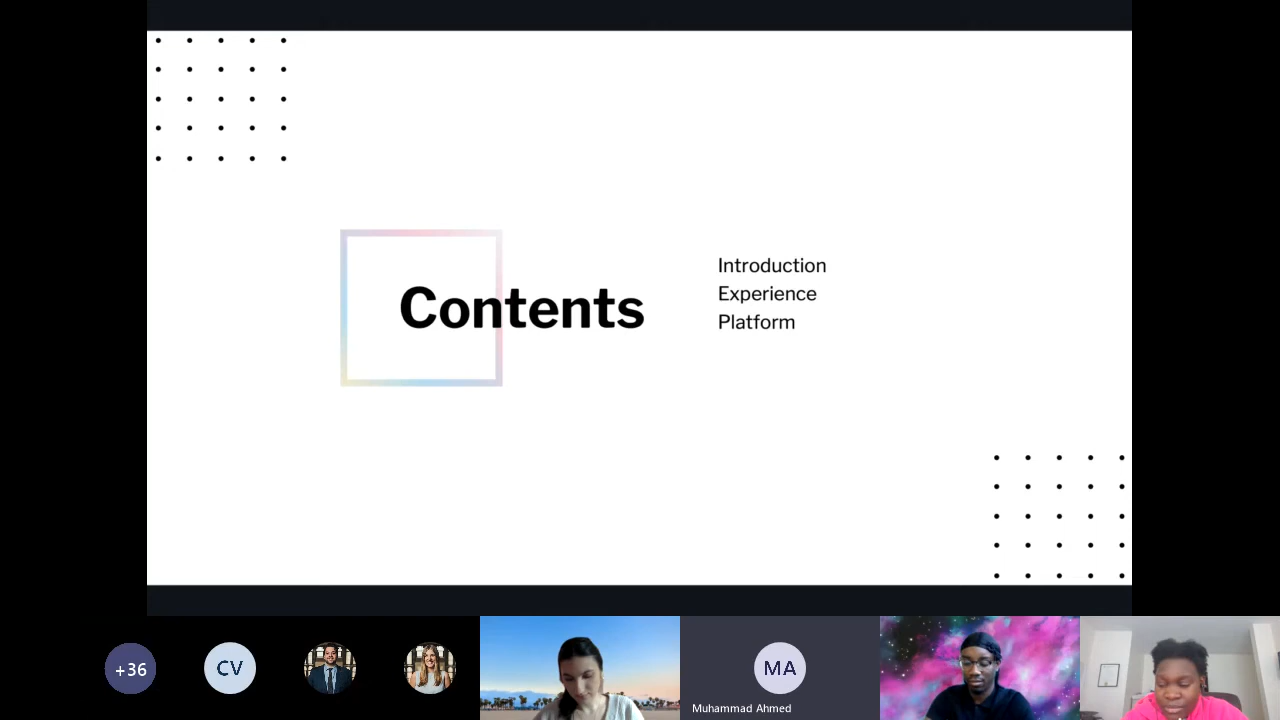 Contents
Introduction
Experience
Platform
+36
CV
MA
Muhammad Ahmed